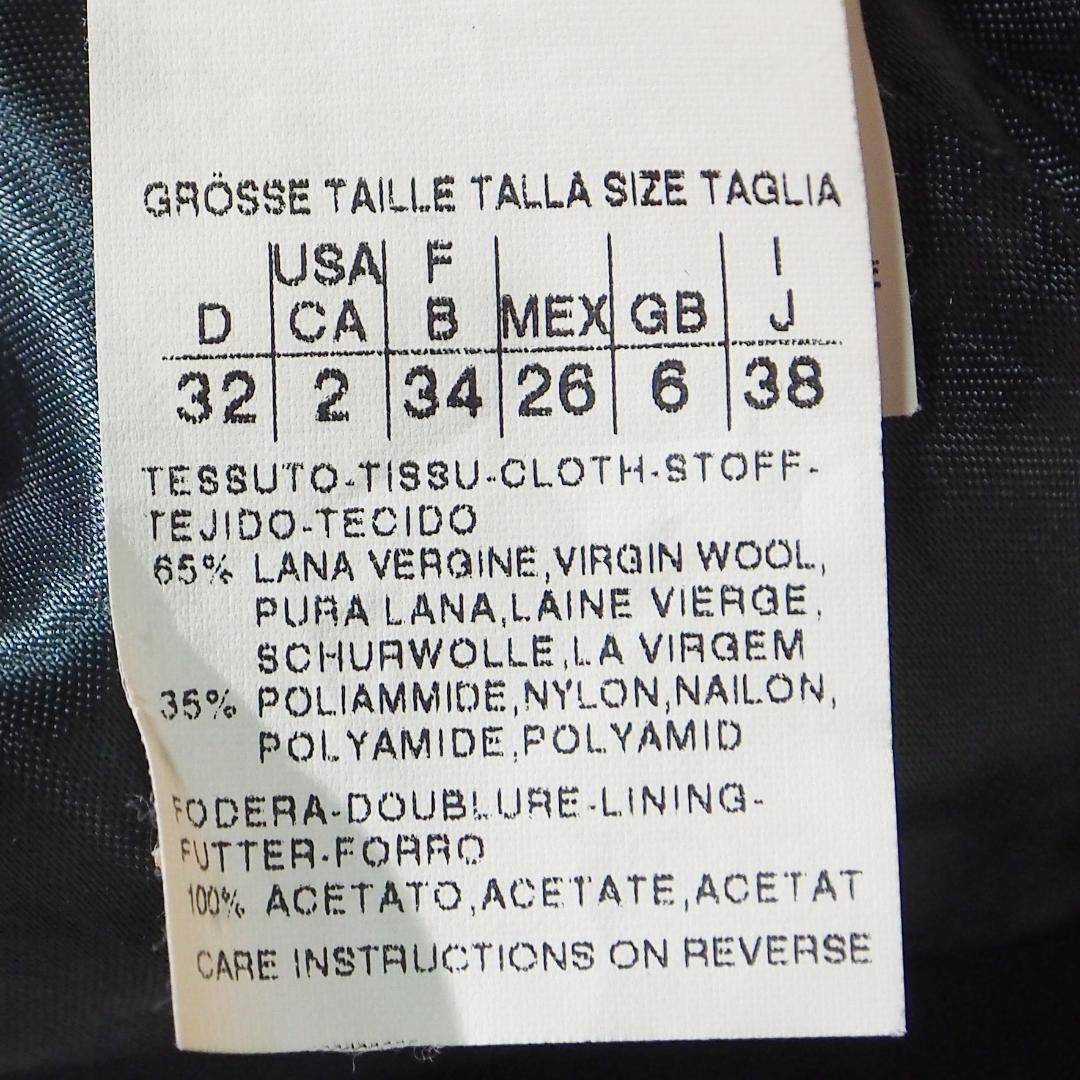 GRÖSSE TAILLE TALLA SIZE TAGLIA
USA F I
D CA B MEX GB J
32 2 34 26 6 38
TESSUTO-TISSU-CLOTH-STOFF-
TEJIDO-TECIDO
65% LANA VERGINE,VIRGIN WOOL,
PURA LANA,LAINE VIERGE,
SCHURWOLLE,LA VIRGEM
35% POLIAMMIDE,NYLON,NAILON,
POLYAMIDE,POLYAMID
FODERA-DOUBLURE-LINING-
FUTTER-FORRO
100% ACETATO,ACETATE,ACETAT
CARE INSTRUCTIONS ON REVERSE